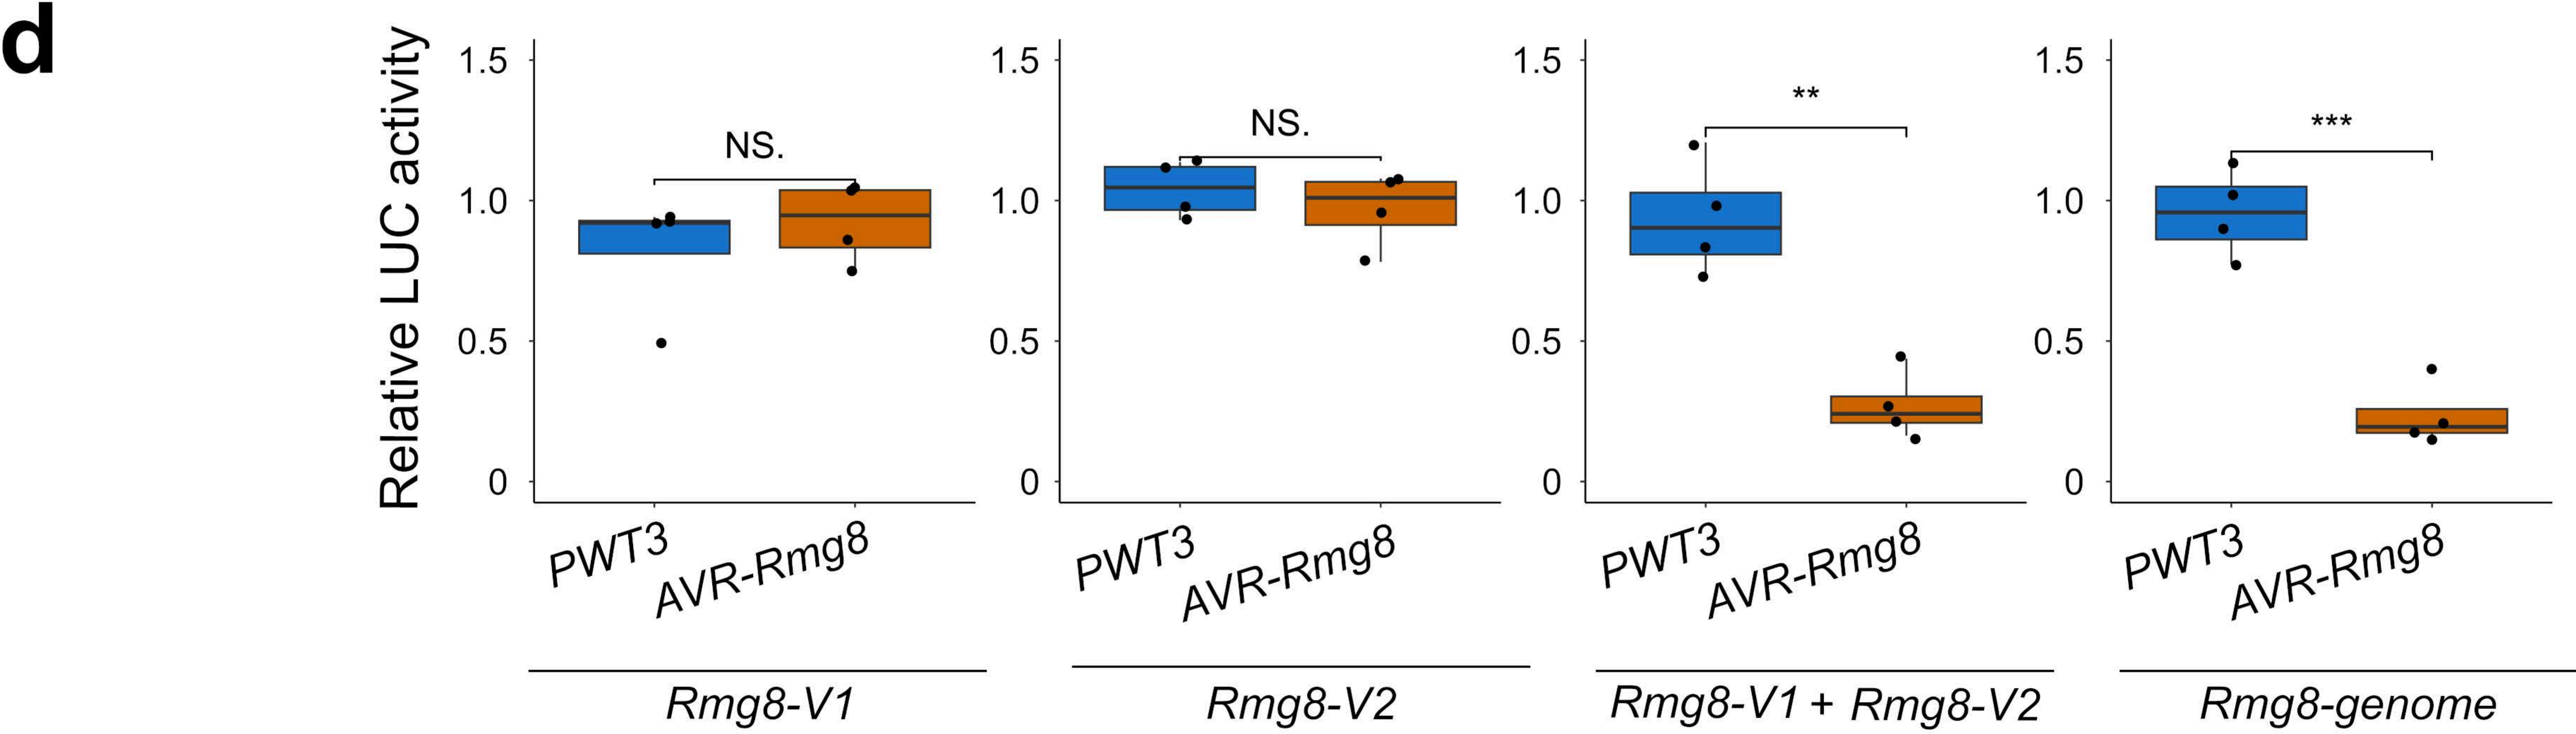 d
Relative LUC activity
1.5
1.0
0.5
0
NS.
PWT3
AVR-Rmg8
Rmg8-V1
1.5
1.0
0.5
0
NS.
PWT3
AVR-Rmg8
Rmg8-V2
1.5
1.0
0.5
0
**
PWT3
AVR-Rmg8
Rmg8-V1 + Rmg8-V2
1.5
1.0
0.5
0
***
PWT3
AVR-Rmg8
Rmg8-genome